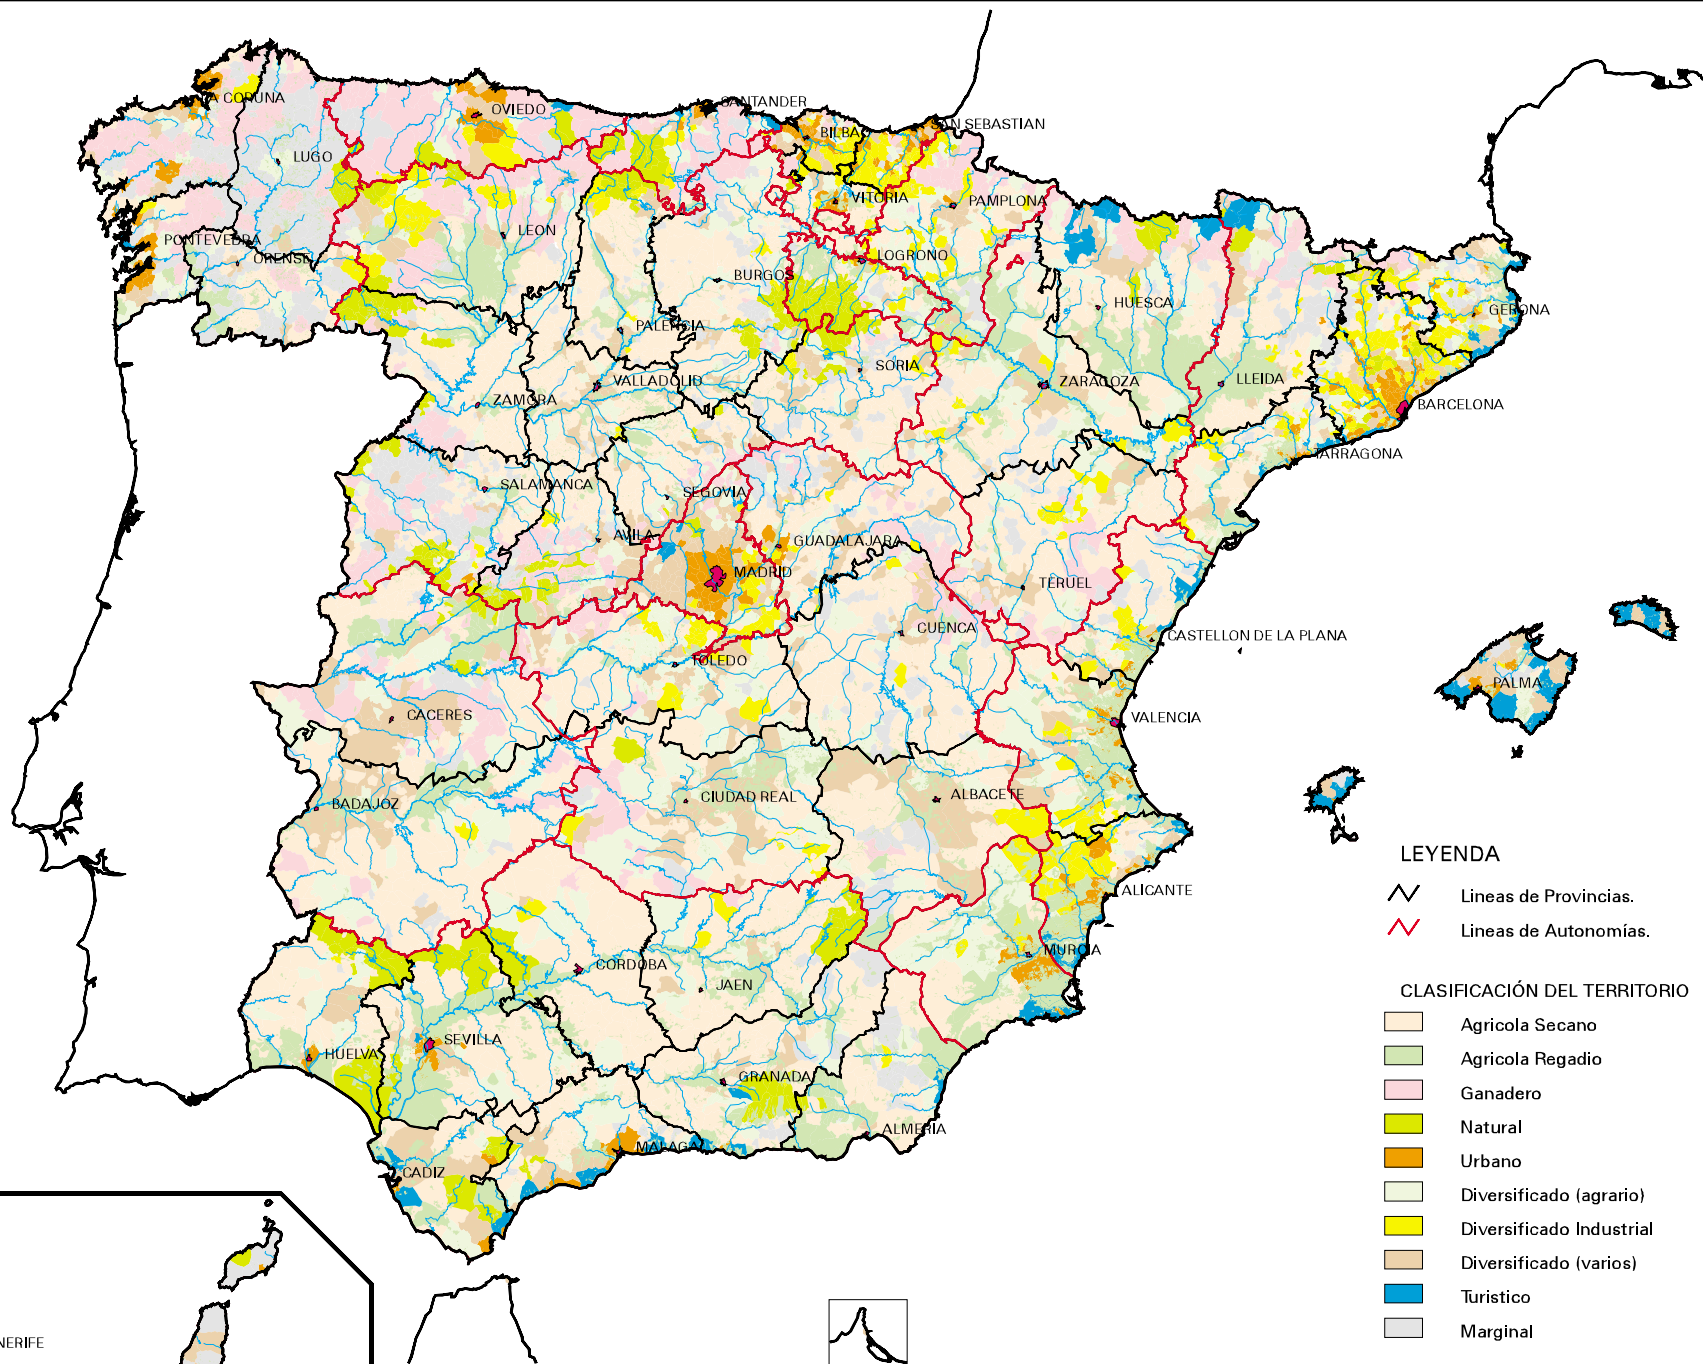 LA CORUNA
LUGO
OVIEDO
SANTANDER
BILBAO
SAN SEBASTIAN
VITORIA
PAMPLONA
PONTEVEDRA
ORENSE
LEON
BURGOS
LOGRONO
HUESCA
GERONA
PALENCIA
SORIA
ZAMORA
VALLADOLID
ZARAGOZA
LLEIDA
BARCELONA
TARRAGONA
SALAMANCA
SEGOVIA
AVILA
GUADALAJARA
MADRID
TERUEL
CUENCA
CASTELLON DE LA PLANA
TOLEDO
PALMA
CACERES
VALENCIA
BADAJOZ
CIUDAD REAL
ALBACETE
ALICANTE
MURCIA
CORDOBA
JAEN
HUELVA
SEVILLA
GRANADA
ALMERIA
MALAGA
CADIZ
NERIFE
LEYENDA
Lineas de Provincias.
Lineas de Autonomías.
CLASIFICACIÓN DEL TERRITORIO
Agricola Secano
Agricola Regadio
Ganadero
Natural
Urbano
Diversificado (agrario)
Diversificado Industrial
Diversificado (varios)
Turistico
Marginal